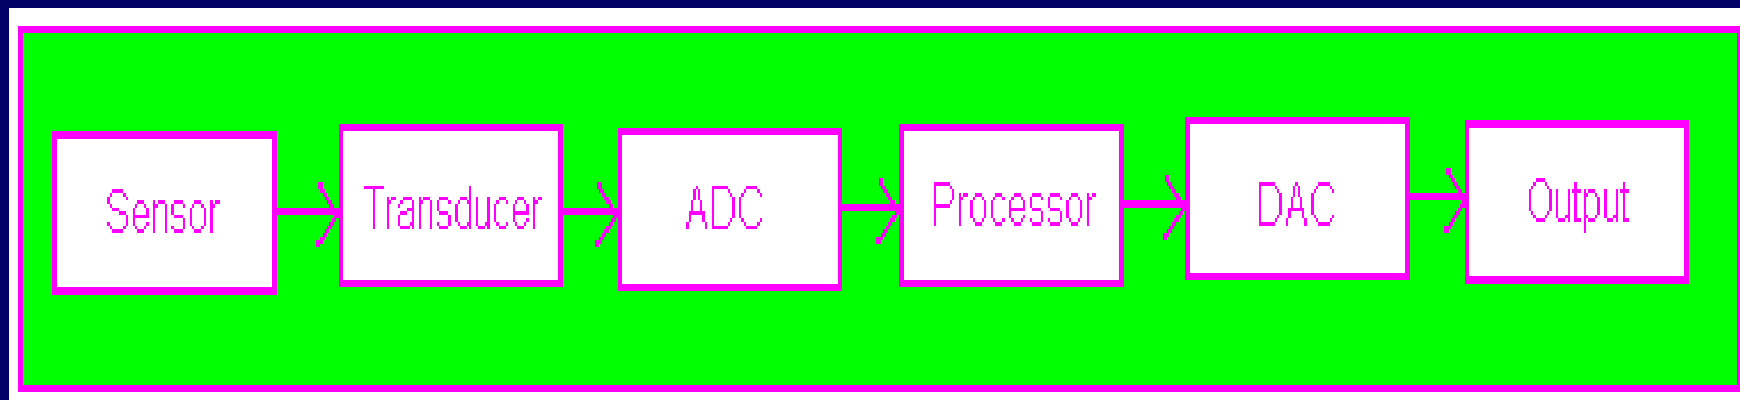 Sensor
Transducer
ADC
Processor
DAC
Output